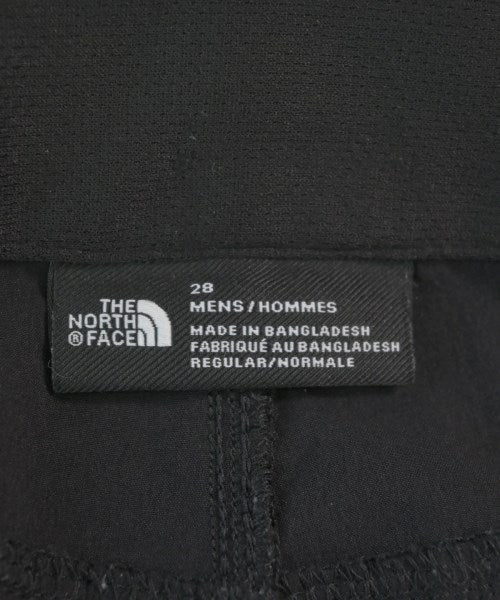 THE
NORTH
®FACE
28
MENS/HOMMES
MADE IN BANGLADESH
FABRIQUÉ AU BANGLADESH
REGULAR/NORMALE